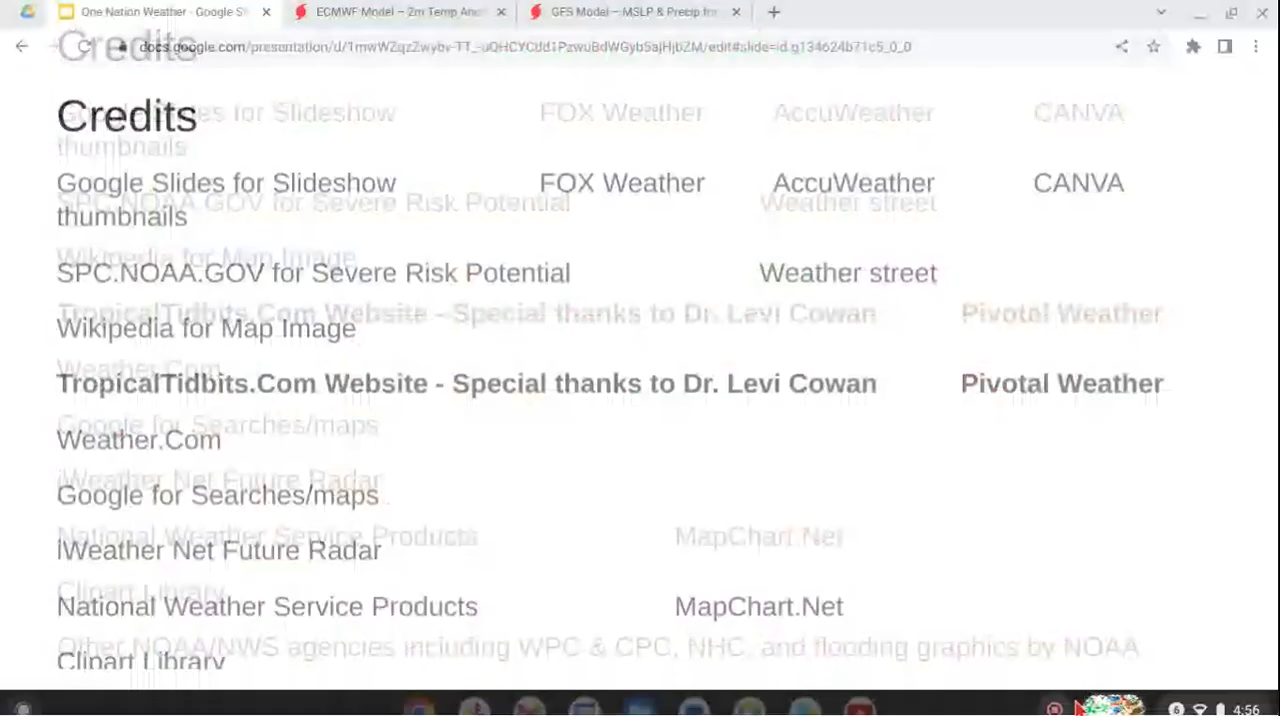 One Nation Weather - Google S
ECMWF Model – 2m Temp Ano
GFS Model – MSLP & Precip for
Credits
Google Slides for Slideshow FOX Weather AccuWeather CANVA
thumbnails
SPC.NOAA.GOV for Severe Risk Potential Weather street
Wikipedia for Map Image
TropicalTidbits.Com Website - Special thanks to Dr. Levi Cowan Pivotal Weather
Weather.Com
Google for Searches/maps
iWeather Net Future Radar
National Weather Service Products MapChart.Net
Clipart Library
Other NOAA/NWS agencies including WPC & CPC, NHC, and flooding graphics by NOAA
6 4:56